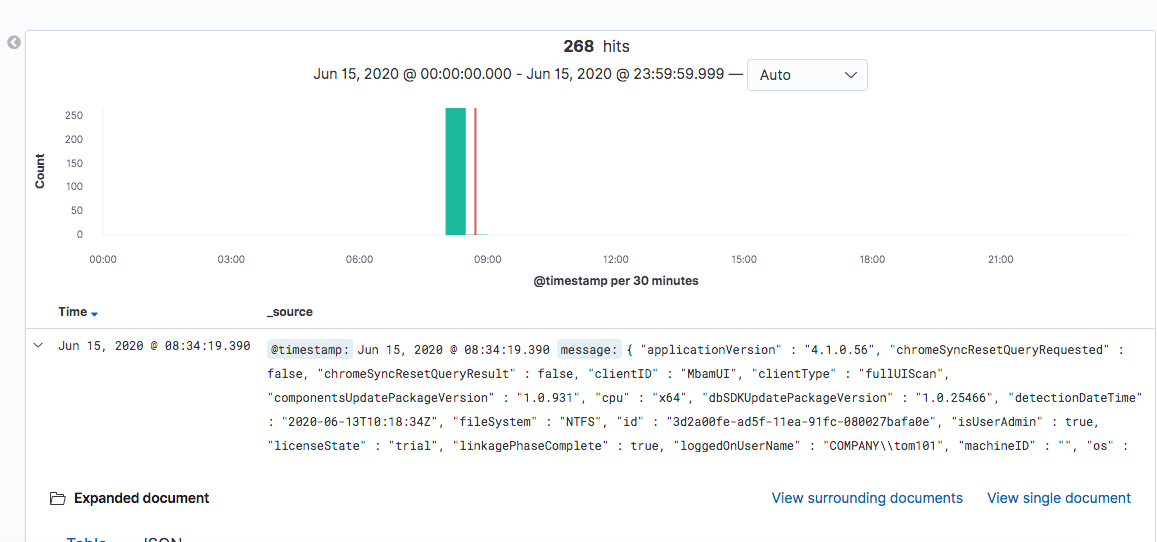 268 hits
Jun 15, 2020 @ 00:00:00.000 - Jun 15, 2020 @ 23:59:59.999 — Auto
250
200
150
100
50
0
Count
00:00 03:00 06:00 09:00 12:00 15:00 18:00 21:00
@timestamp per 30 minutes
Time _source
Jun 15, 2020 @ 08:34:19.390 @timestamp: Jun 15, 2020 @ 08:34:19.390 message: { "applicationVersion" : "4.1.0.56", "chromeSyncResetQueryRequested" :
false, "chromeSyncResetQueryResult" : false, "clientID" : "MbamUI", "clientType" : "fullUIScan",
"componentsUpdatePackageVersion" : "1.0.931", "cpu" : "x64", "dbSDKUpdatePackageVersion" : "1.0.25466", "detectionDateTime"
: "2020-06-13T10:18:34Z", "fileSystem" : "NTFS", "id" : "3d2a00fe-ad5f-11ea-91fc-080027bafa0e", "isUserAdmin" : true,
"licenseState" : "trial", "linkagePhaseComplete" : true, "loggedOnUserName" : "COMPANY\\tom101", "machineID" : "", "os" :
Expanded document View surrounding documents View single document
Table JSON